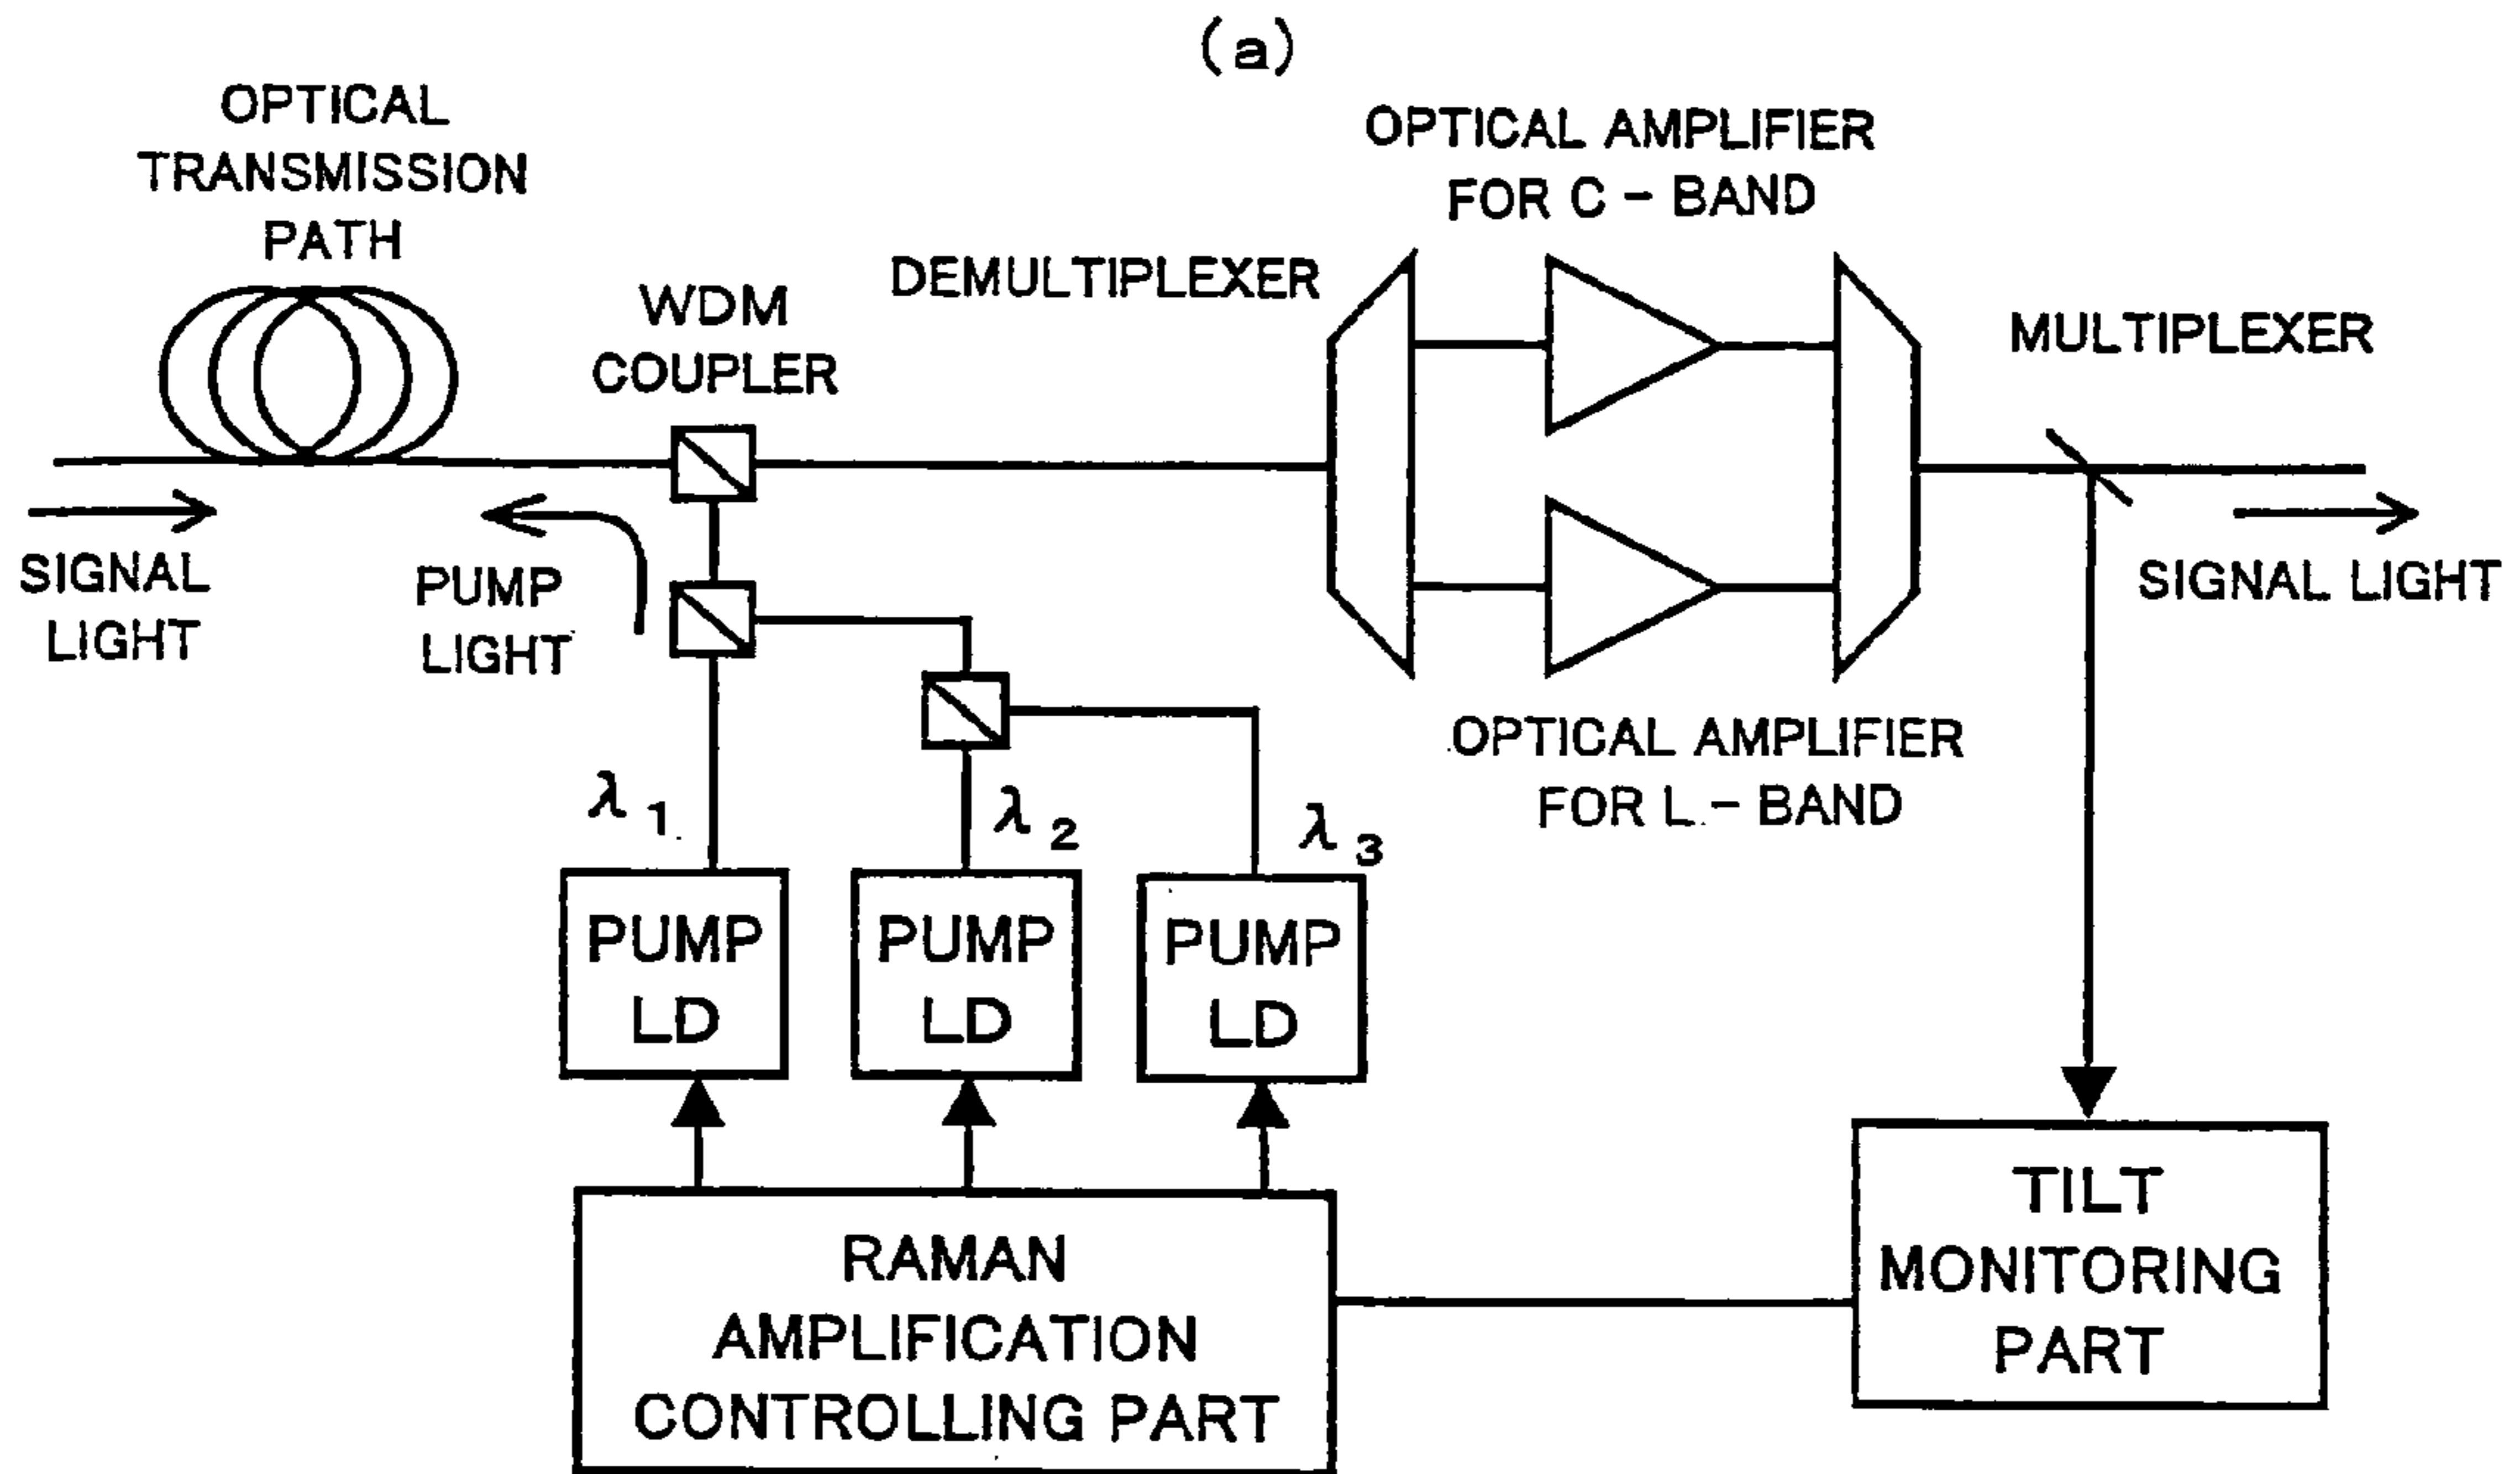 (a)
OPTICAL
TRANSMISSION
PATH
WDM
COUPLER
DEMULTIPLEXER
OPTICAL AMPLIFIER
FOR C - BAND
MULTIPLEXER
SIGNAL
LIGHT
PUMP
LIGHT
SIGNAL LIGHT
OPTICAL AMPLIFIER
FOR L - BAND
λ 1
λ 2
λ 3
PUMP
LD
PUMP
LD
PUMP
LD
RAMAN
AMPLIFICATION
CONTROLLING PART
TILT
MONITORING
PART